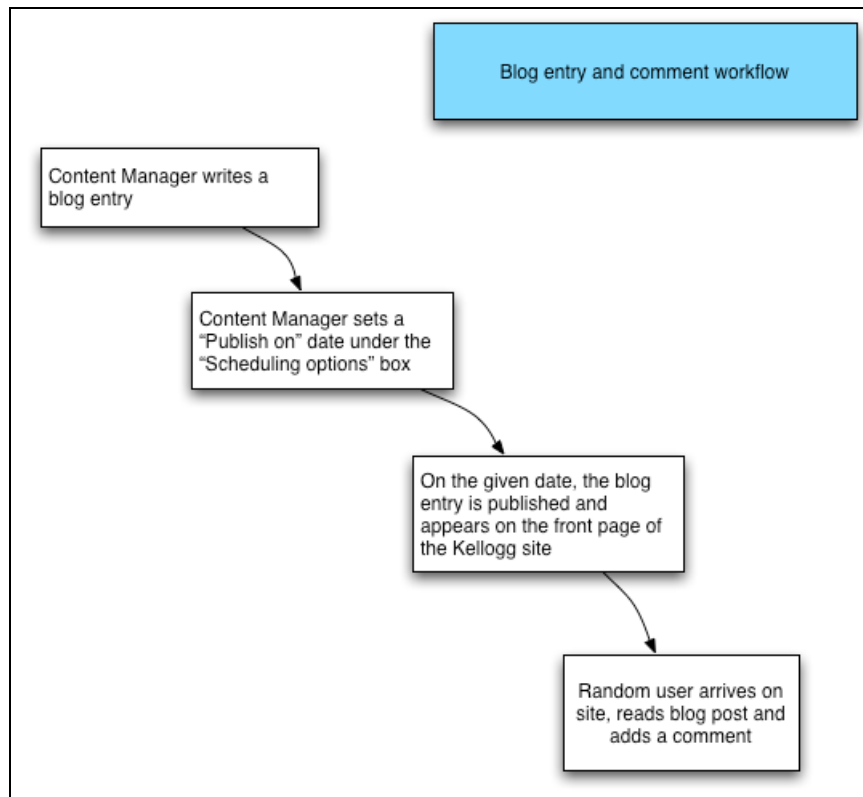 Blog entry and comment workflow
Content Manager writes a
blog entry
Content Manager sets a
“Publish on” date under the
“Scheduling options” box
On the given date, the blog
entry is published and
appears on the front page of
the Kellogg site
Random user arrives on
site, reads blog post and
adds a comment